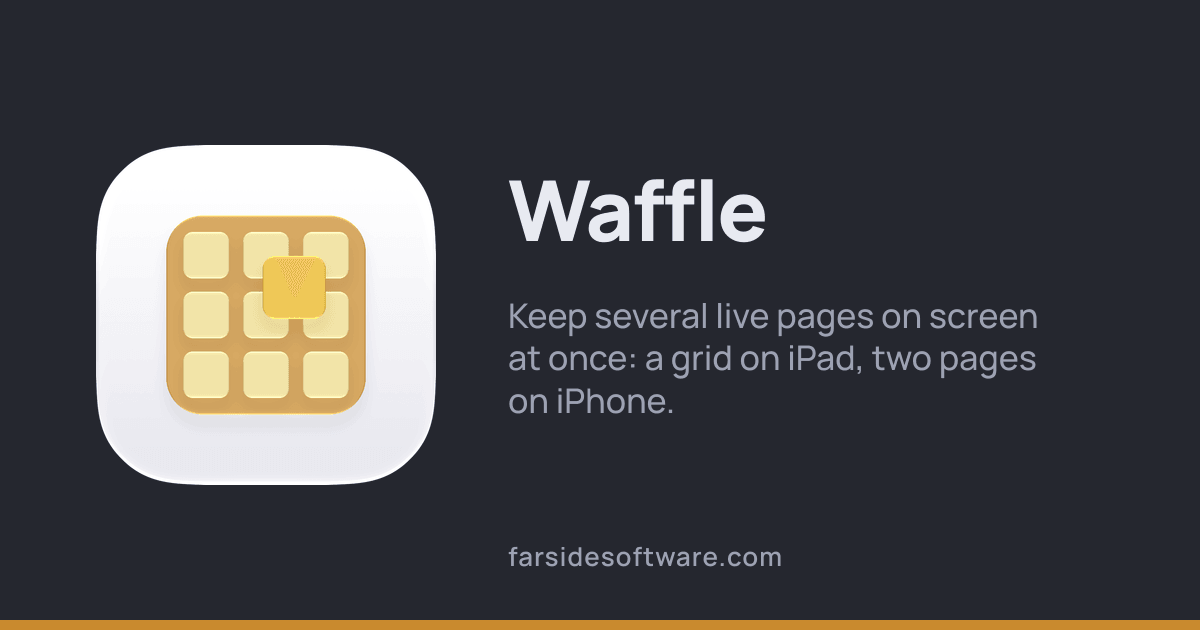 Waffle
Keep several live pages on screen
at once: a grid on iPad, two pages
on iPhone.
farsidesoftware.com